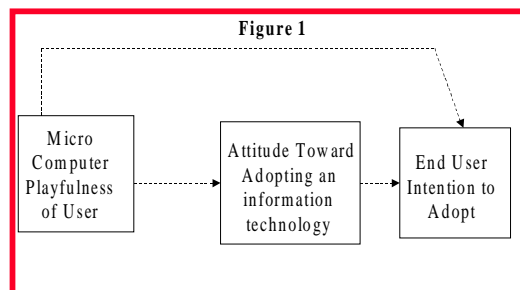 Figure 1
Micro
Computer
Playfulness
of User
Attitude Toward
Adopting an
information
technology
End User
Intention to
Adopt